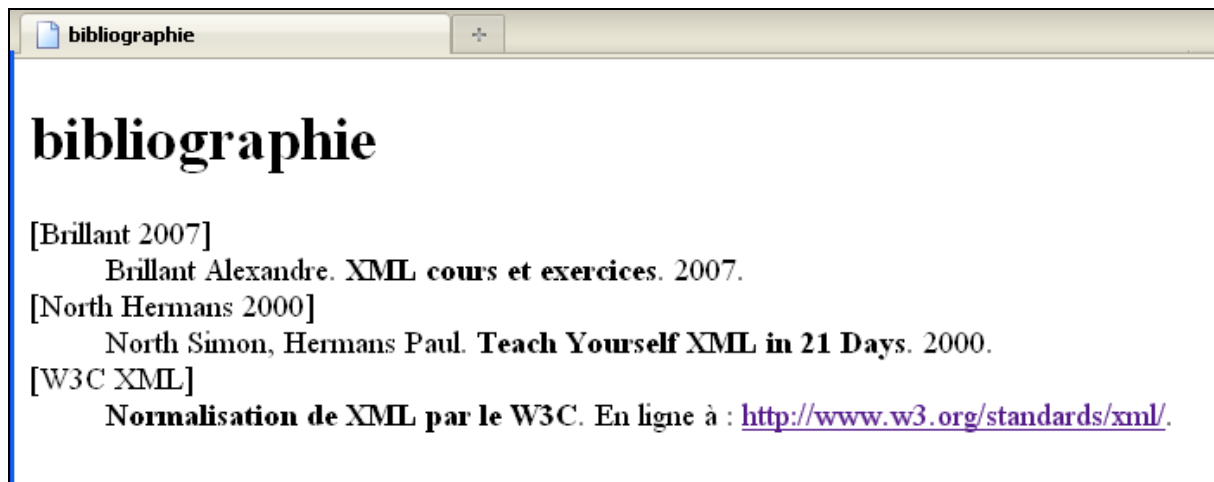 bibliographie
bibliographie
[Brillant 2007]
Brillant Alexandre. XML cours et exercices. 2007.
[North Hermans 2000]
North Simon, Hermans Paul. Teach Yourself XML in 21 Days. 2000.
[W3C XML]
Normalisation de XML par le W3C. En ligne à : http://www.w3.org/standards/xml/.